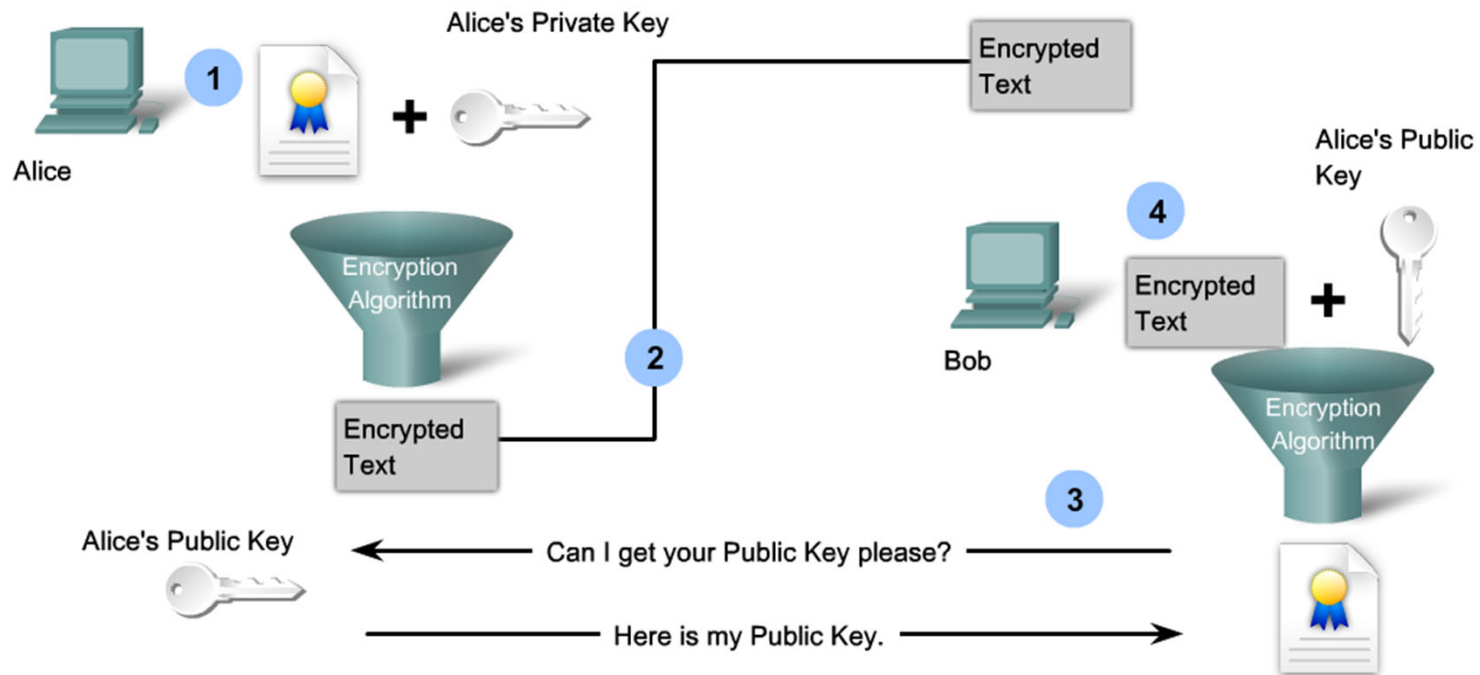 Alice's Private Key
1
Alice
Encryption
Algorithm
Encrypted
Text
2
Encrypted
Text
Alice's Public
Key
4
Bob
Encrypted
Text
Encryption
Algorithm
3
Alice's Public Key
Can I get your Public Key please?
Here is my Public Key.